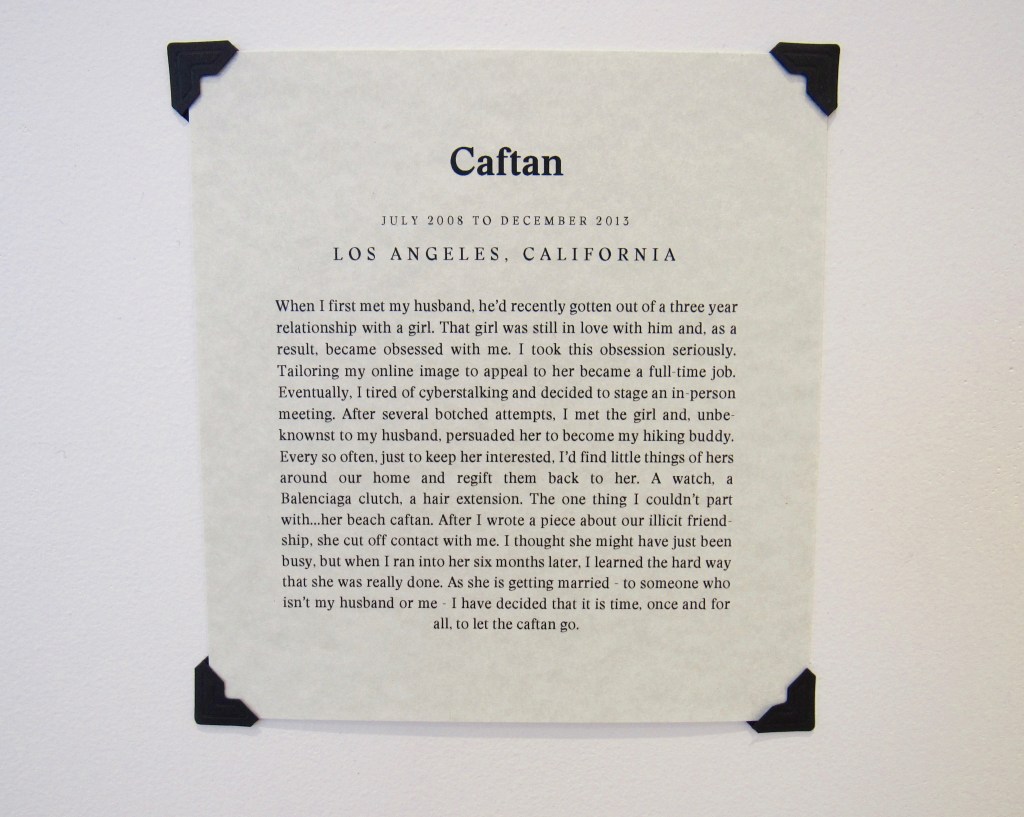 Caftan
JULY 2008 TO DECEMBER 2013
LOS ANGELES, CALIFORNIA
When I first met my husband, he'd recently gotten out of a three year
relationship with a girl. That girl was still in love with him and, as a
result, became obsessed with me. I took this obsession seriously.
Tailoring my online image to appeal to her became a full-time job.
Eventually, I tired of cyberstalking and decided to stage an in-person
meeting. After several botched attempts, I met the girl and, unbe-
knownst to my husband, persuaded her to become my hiking buddy.
Every so often, just to keep her interested, I'd find little things of hers
around our home and regift them back to her. A watch, a
Balenciaga clutch, a hair extension. The one thing I couldn't part
with...her beach caftan. After I wrote a piece about our illicit friend-
ship, she cut off contact with me. I thought she might have just been
busy, but when I ran into her six months later, I learned the hard way
that she was really done. As she is getting married - to someone who
isn't my husband or me - I have decided that it is time, once and for
all, to let the caftan go.